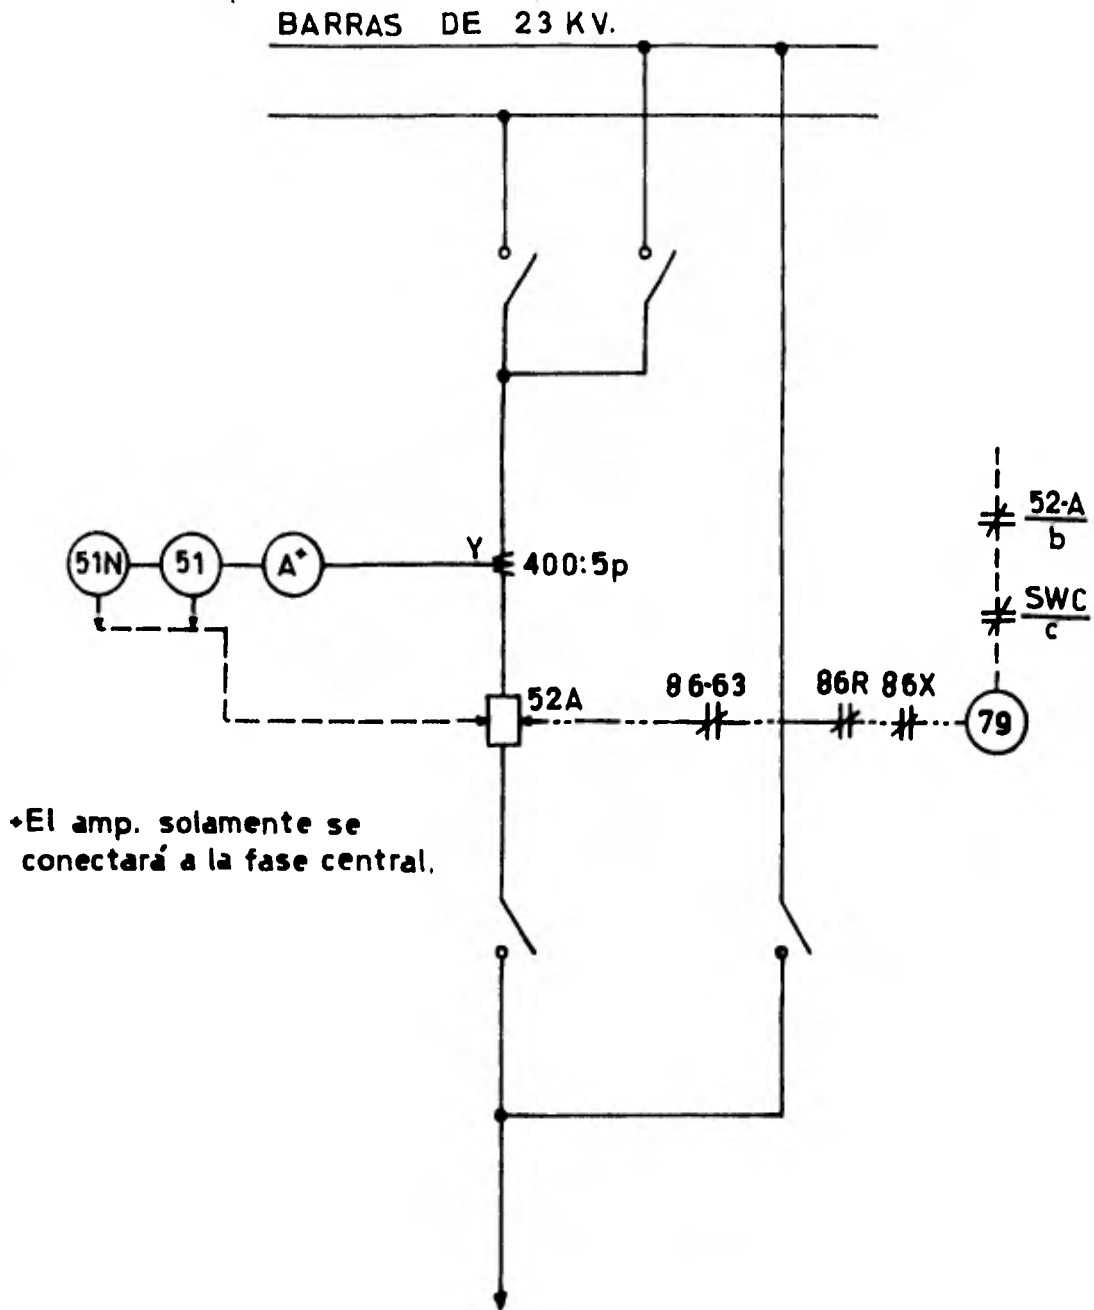 BARRAS DE 23 KV.
52-A
b
51N 51 A+ Y 400:5p
SWC
c
52A 86-63 86R 86X
79
+El amp. solamente se
conectará a la fase central.